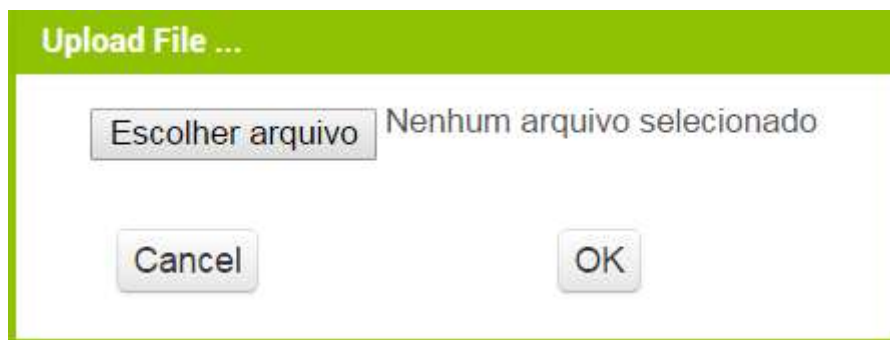 Upload File ...
Escolher arquivo Nenhum arquivo selecionado
Cancel OK